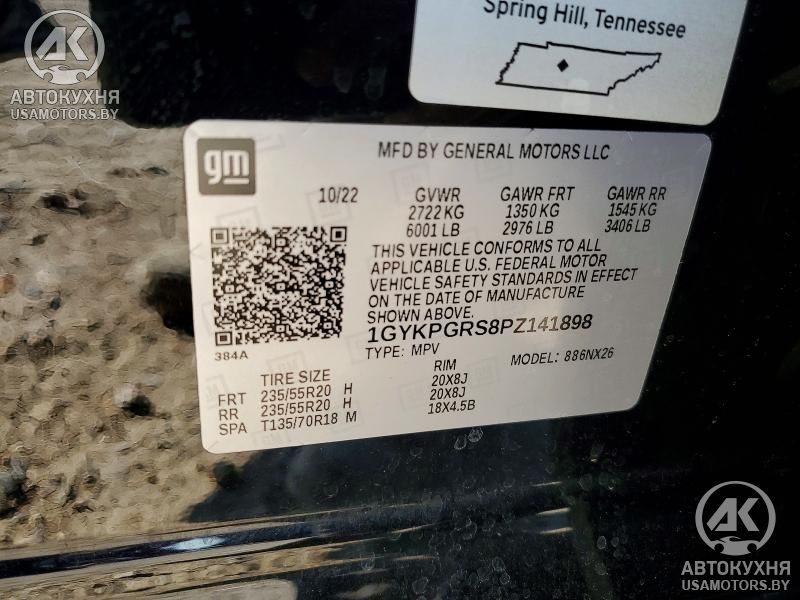 АК
АВТОКУХНЯ
USAMOTORS.BY
Spring Hill, Tennessee
gm
MFD BY GENERAL MOTORS LLC
10/22 GVWR GAWR FRT GAWR RR
2722 KG 1350 KG 1545 KG
6001 LB 2976 LB 3406 LB
THIS VEHICLE CONFORMS TO ALL
APPLICABLE U.S. FEDERAL MOTOR
VEHICLE SAFETY STANDARDS IN EFFECT
ON THE DATE OF MANUFACTURE
SHOWN ABOVE.
1GYKPGRS8PZ141898
384A
TYPE: MPV MODEL: 886NX26
TIRE SIZE RIM
FRT 235/55R20 H 20X8J
RR 235/55R20 H 20X8J
SPA T135/70R18 M 18X4.5B
АК
АВТОКУХНЯ
USAMOTORS.BY